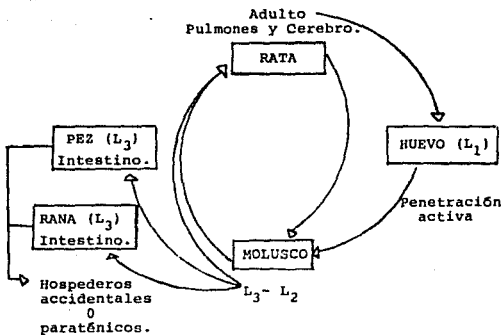 Adulto
Pulmones y Cerebro.
RATA
PEZ (L3)
Intestino.
HUEVO (L1)
Penetración
activa
RANA (L3)
Intestino.
MOLUSCO
L3- L2
Hospederos
accidentales
O
paraténicos.